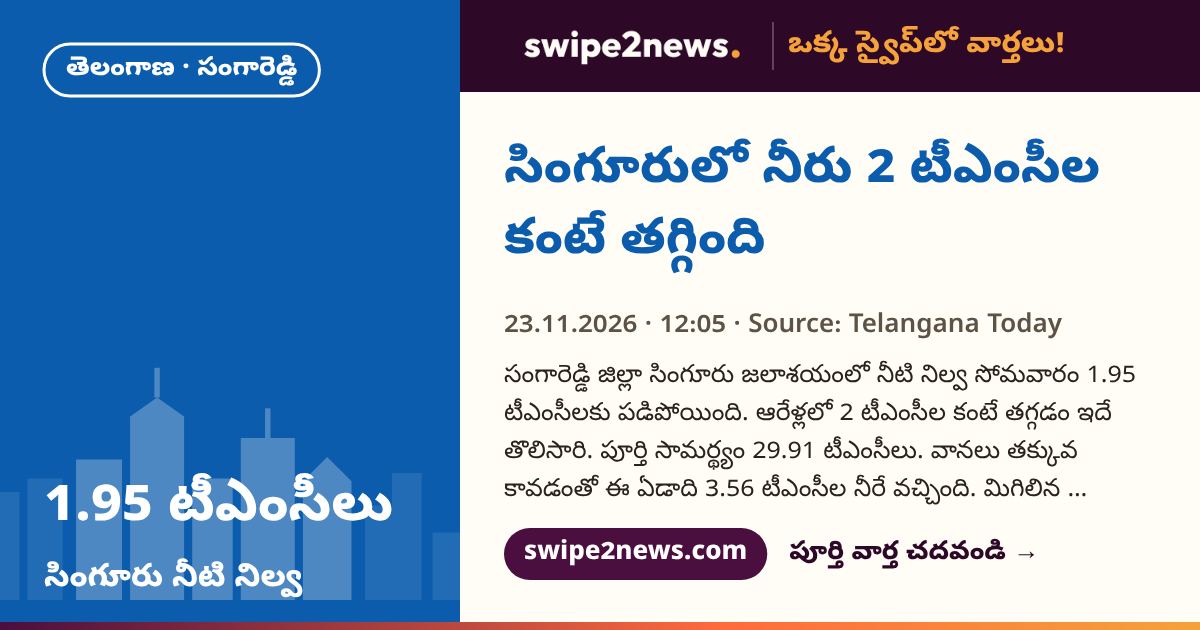 తెలంగాణ · సంగారెడ్డి
1.95 టీఎంసీలు
సింగూరు నీటి నిల్వ
swipe2news. ఒక్క స్వైప్‌లో వార్తలు!
సింగూరులో నీరు 2 టీఎంసీల
కంటే తగ్గింది
23.11.2026 · 12:05 · Source: Telangana Today
సంగారెడ్డి జిల్లా సింగూరు జలాశయంలో నీటి నిల్వ సోమవారం 1.95
టీఎంసీలకు పడిపోయింది. ఆరేళ్లలో 2 టీఎంసీల కంటే తగ్గడం ఇదే
తొలిసారి. పూర్తి సామర్థ్యం 29.91 టీఎంసీలు. వానలు తక్కువ
కావడంతో ఈ ఏడాది 3.56 టీఎంసీల నీరే వచ్చింది. మిగిలిన ...
swipe2news.com పూర్తి వార్త చదవండి →